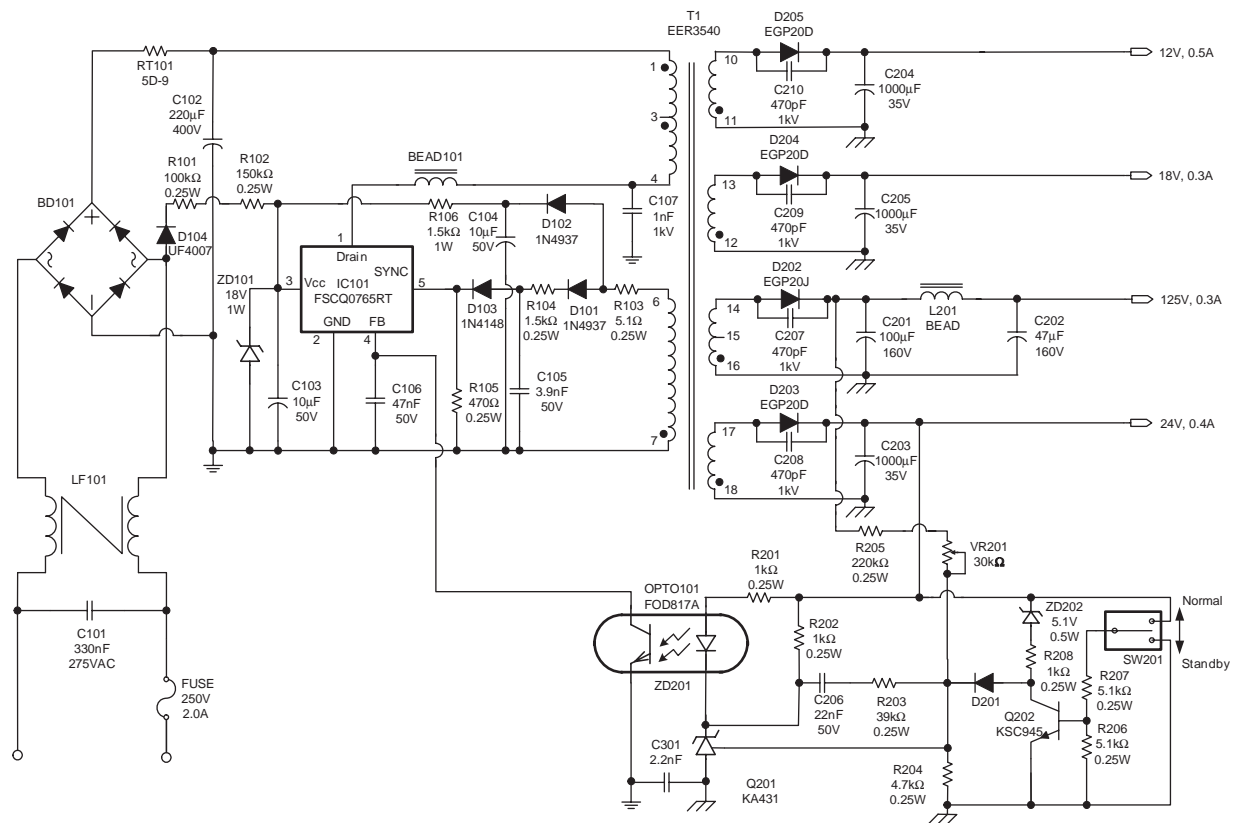 T1
EER3540
RT101
5D-9
C102
220μF
400V
R101
100kΩ
0.25W
R102
150kΩ
0.25W
BD101
D104
UF4007
BEAD101
R106
1.5kΩ
1W
C104
10μF
50V
D102
1N4937
C107
1nF
1kV
1
3
4
6
7
ZD101
18V
1W
1
Drain
SYNC
3
Vcc
5
IC101
FSCQ0765RT
GND
FB
2
4
D103
1N4148
R104
1.5kΩ
0.25W
D101
1N4937
R103
5.1Ω
0.25W
C103
10μF
50V
C106
47nF
50V
R105
470Ω
0.25W
C105
3.9nF
50V
LF101
C101
330nF
275VAC
FUSE
250V
2.0A
D205
EGP20D
10
11
C210
470pF
1kV
C204
1000μF
35V
12V, 0.5A
D204
EGP20D
13
12
C209
470pF
1kV
C205
1000μF
35V
18V, 0.3A
D202
EGP20J
14
15
16
C207
470pF
1kV
C201
100μF
160V
L201
BEAD
C202
47μF
160V
125V, 0.3A
D203
EGP20D
17
18
C208
470pF
1kV
C203
1000μF
35V
24V, 0.4A
R205
220kΩ
0.25W
VR201
30kΩ
OPTO101
FOD817A
R201
1kΩ
0.25W
R202
1kΩ
0.25W
ZD201
C206
22nF
50V
R203
39kΩ
0.25W
D201
ZD202
5.1V
0.5W
R208
1kΩ
0.25W
Q202
KSC945
R207
5.1kΩ
0.25W
R206
5.1kΩ
0.25W
SW201
Normal
Standby
C301
2.2nF
Q201
KA431
R204
4.7kΩ
0.25W